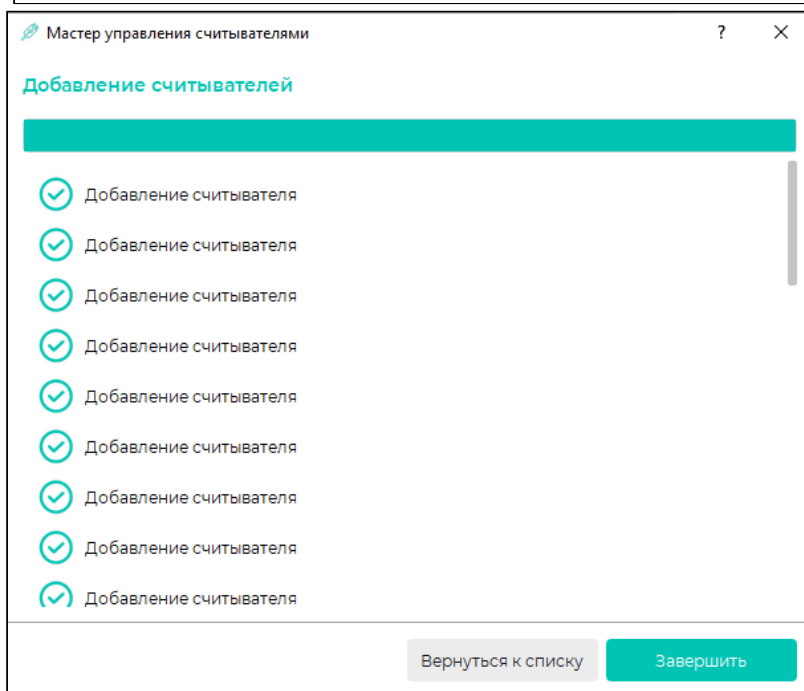 Мастер управления считывателями ?
Добавление считывателей
Добавление считывателя
Добавление считывателя
Добавление считывателя
Добавление считывателя
Добавление считывателя
Добавление считывателя
Добавление считывателя
Добавление считывателя
Добавление считывателя
Вернуться к списку Завершить